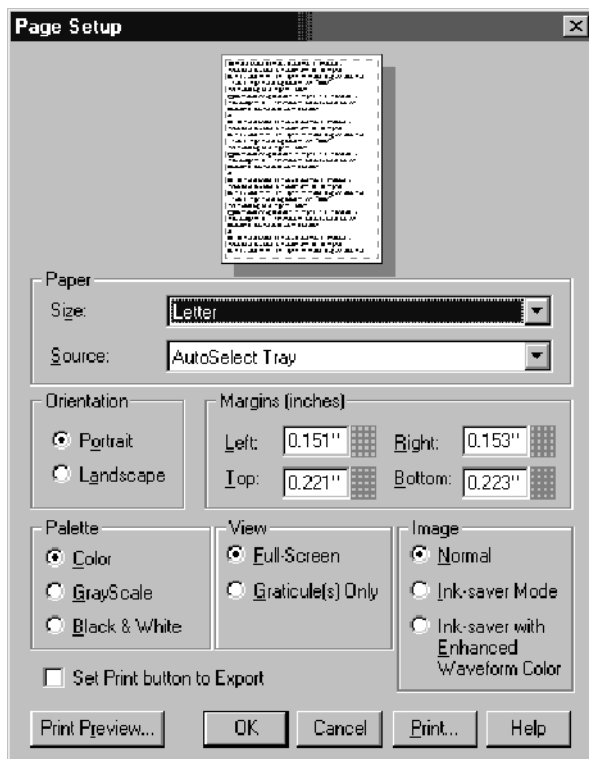 Page Setup
Paper
Size: Letter
Source: AutoSelect Tray
Orientation
Portrait
Landscape
Margins (inches)
Left: 0.151" Right: 0.153"
Top: 0.221" Bottom: 0.223"
Palette
Color
GrayScale
Black & White
View
Full-Screen
Graticule(s) Only
Image
Normal
Ink-saver Mode
Ink-saver with
Enhanced
Waveform Color
Set Print button to Export
Print Preview... OK Cancel Print... Help